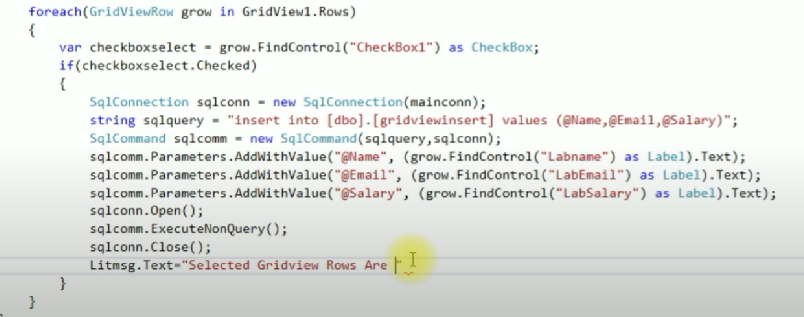 foreach(GridViewRow grow in GridView1.Rows)
{
var checkboxselect = grow.FindControl("CheckBox1") as CheckBox;
if(checkboxselect.Checked)
{
SqlConnection sqlconn = new SqlConnection(mainconn);
string sqlquery = "insert into [dbo].[gridviewinsert] values (@Name,@Email,@Salary)";
SqlCommand sqlcomm = new SqlCommand(sqlquery,sqlconn);
sqlcomm.Parameters.AddWithValue("@Name", (grow.FindControl("Labname") as Label).Text);
sqlcomm.Parameters.AddWithValue("@Email", (grow.FindControl("LabEmail") as Label).Text);
sqlcomm.Parameters.AddWithValue("@Salary", (grow.FindControl("LabSalary") as Label).Text);
sqlconn.Open();
sqlcomm.ExecuteNonQuery();
sqlconn.Close();
Litmsg.Text="Selected Gridview Rows Are "
}
}